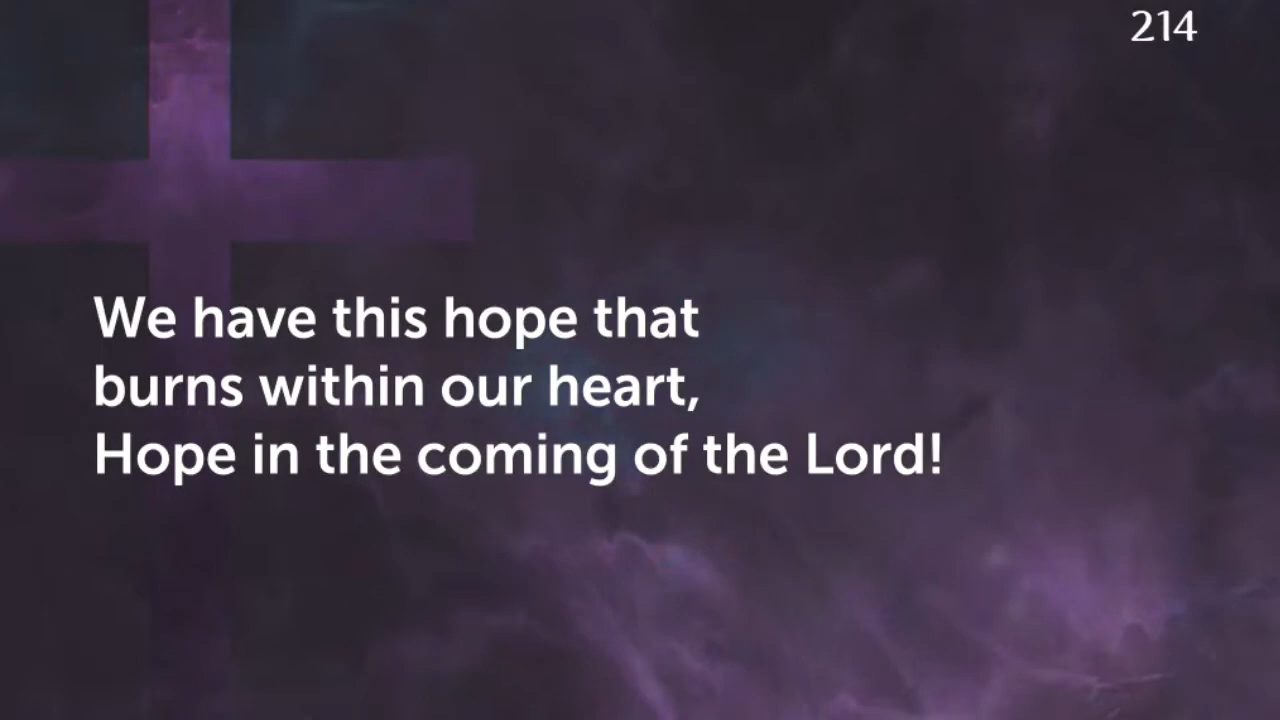 214
We have this hope that
burns within our heart,
Hope in the coming of the Lord!